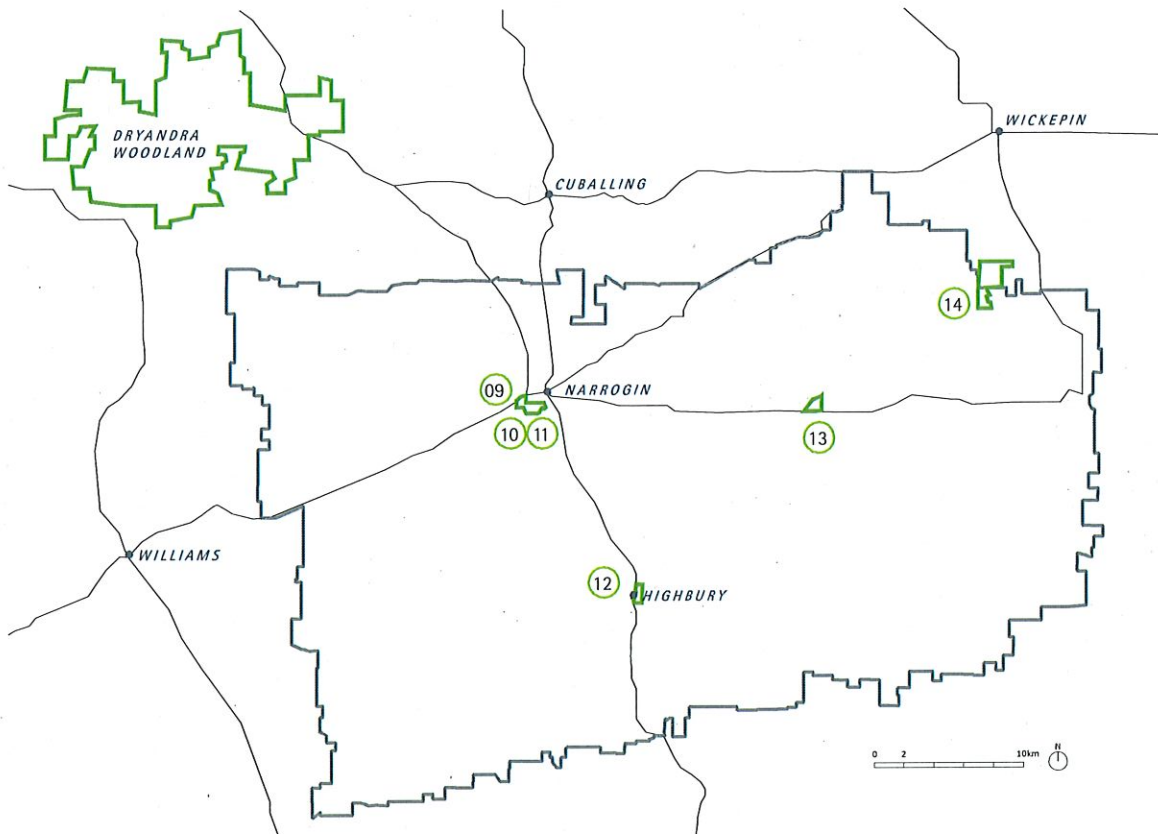 DRYANDRA
WOODLAND
WICKEPIN
CUBALLING
14
09
NARROGIN
10
11
13
WILLIAMS
12
HIGHBURY
0 2 10km
N